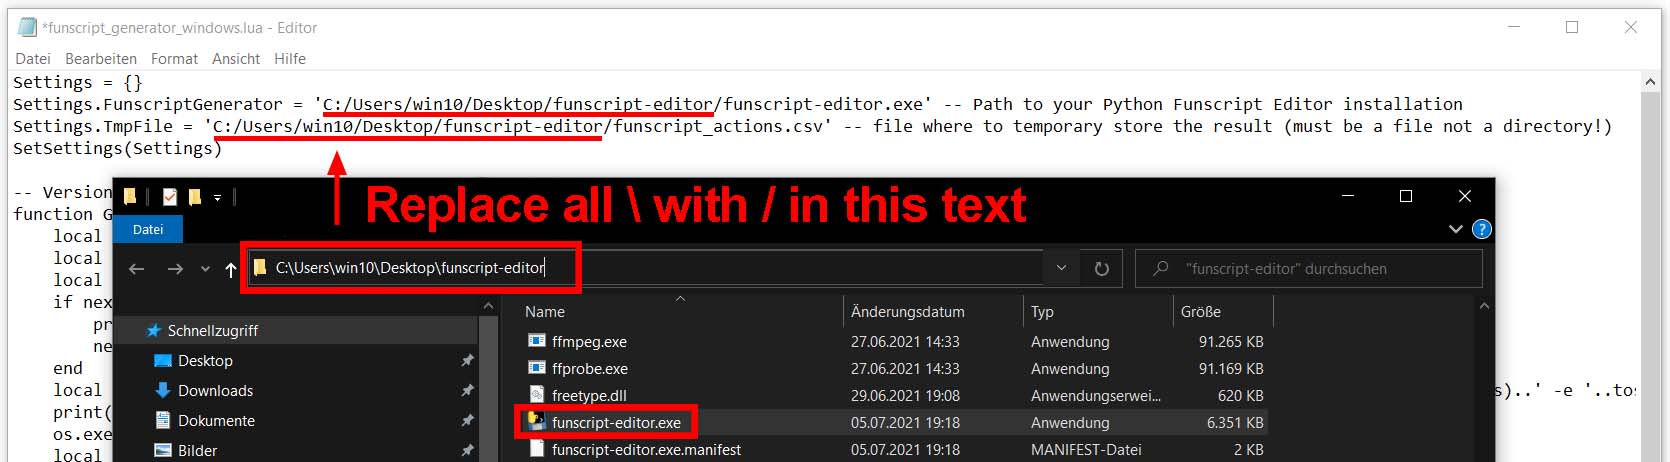 *funscript_generator_windows.lua - Editor
Datei Bearbeiten Format Ansicht Hilfe
Settings = {}
Settings.FunscriptGenerator = 'C:/Users/win10/Desktop/funscript-editor/funscript-editor.exe' -- Path to your Python Funscript Editor installation
Settings.TmpFile = 'C:/Users/win10/Desktop/funscript-editor/funscript_actions.csv' -- file where to temporary store the result (must be a file not a directory!)
SetSettings(Settings)
-- Version
function G
local
local
local
if nex
pr
ne
end
local
print(
os.exe
local
s)..' -e '..tos
Replace all \ with / in this text
Datei
?
C:\Users\win10\Desktop\funscript-editor
"funscript-editor" durchsuchen
Schnellzugriff
Desktop
Downloads
Dokumente
Bilder
Name Änderungsdatum Typ Größe
ffmpeg.exe 27.06.2021 14:33 Anwendung 91.265 KB
ffprobe.exe 27.06.2021 14:33 Anwendung 91.169 KB
freetype.dll 29.06.2021 19:08 Anwendungserwei... 620 KB
funscript-editor.exe 05.07.2021 19:18 Anwendung 6.351 KB
funscript-editor.exe.manifest 05.07.2021 19:18 MANIFEST-Datei 2 KB